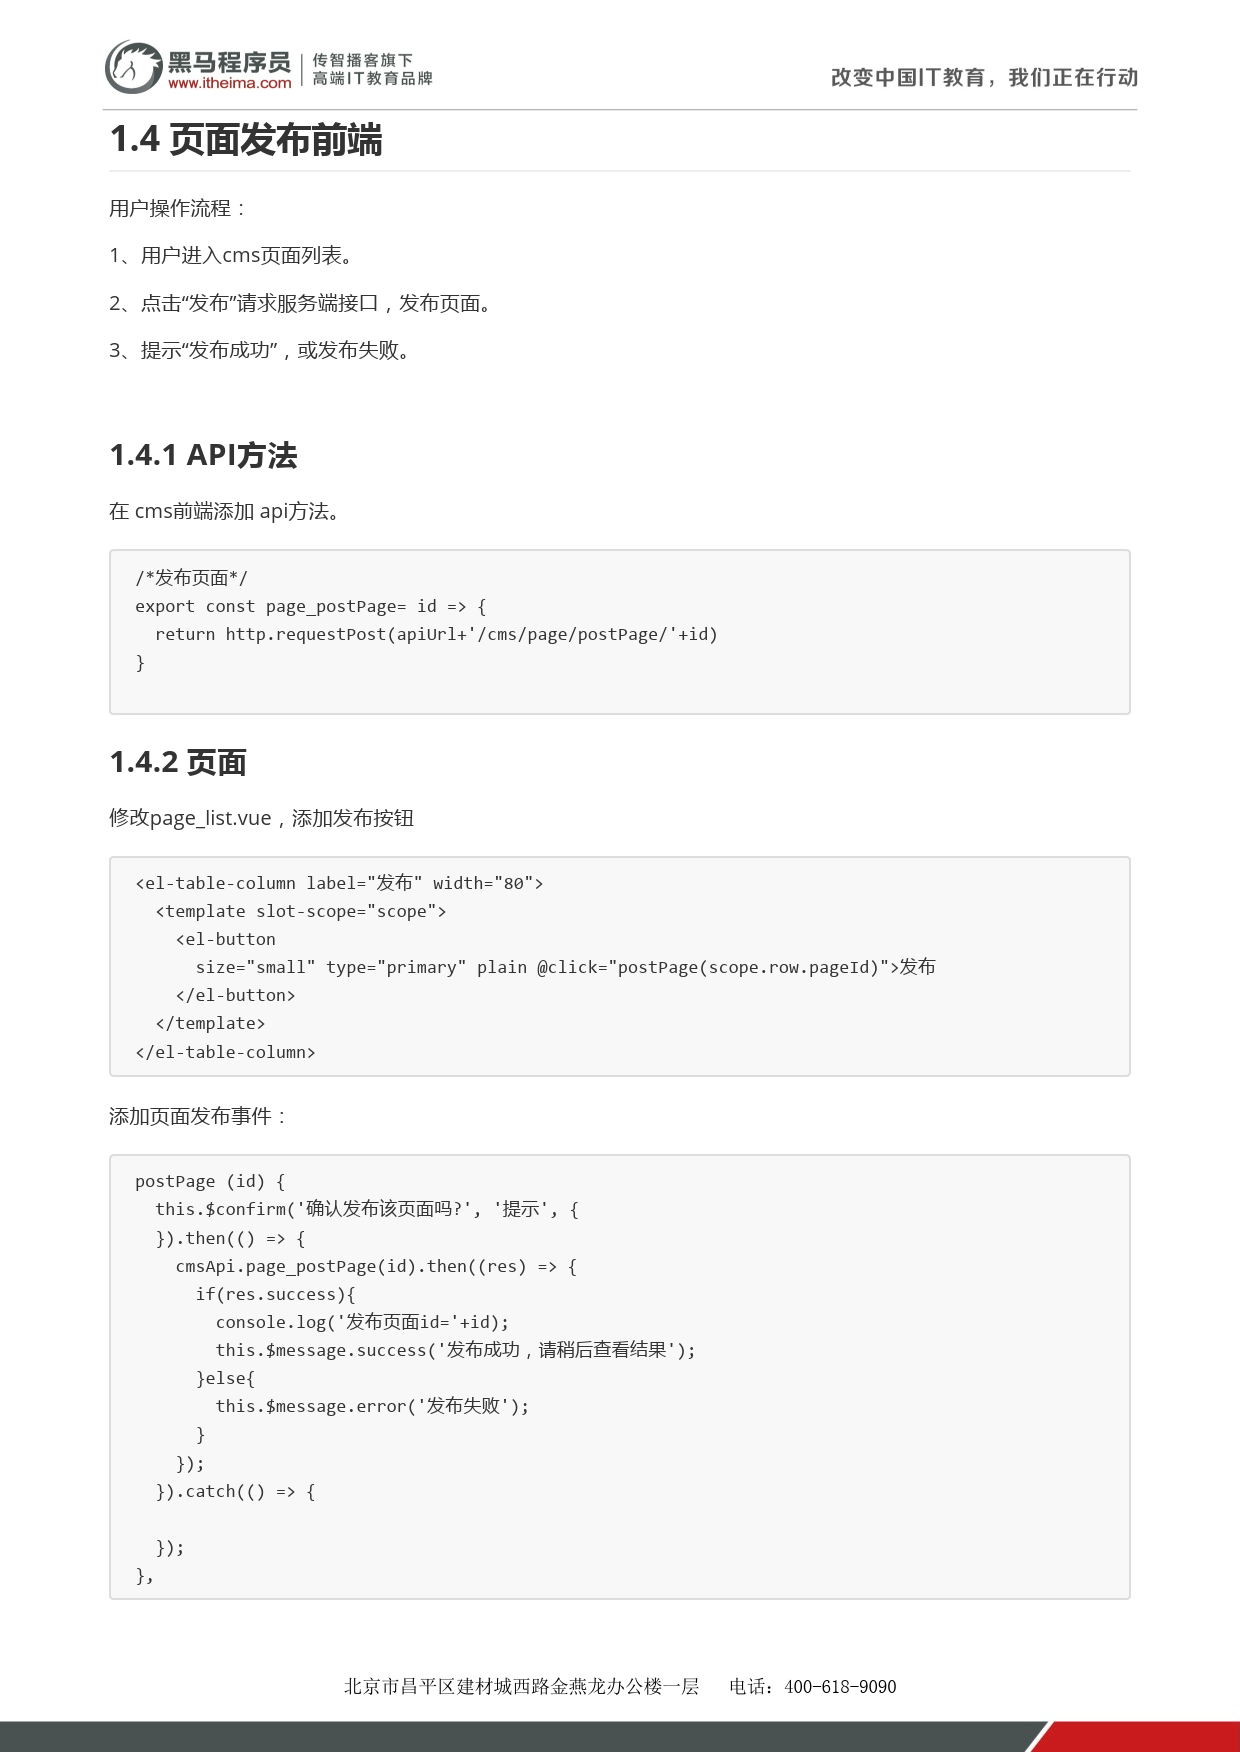 黑马程序员
www.itheima.com
传智播客旗下
高端IT教育品牌
改变中国IT教育，我们正在行动
1.4 页面发布前端
用户操作流程：
1、用户进入cms页面列表。
2、点击“发布”请求服务端接口，发布页面。
3、提示“发布成功”，或发布失败。
1.4.1 API方法
在 cms前端添加 api方法。
/*发布页面*/
export const page_postPage= id => {
  return http.requestPost(apiUrl+'/cms/page/postPage/'+id)
}
1.4.2 页面
修改page_list.vue，添加发布按钮
<el-table-column label="发布" width="80">
  <template slot-scope="scope">
    <el-button
      size="small" type="primary" plain @click="postPage(scope.row.pageId)">发布
    </el-button>
  </template>
</el-table-column>
添加页面发布事件：
postPage (id) {
  this.$confirm('确认发布该页面吗?', '提示', {
  }).then(() => {
    cmsApi.page_postPage(id).then((res) => {
      if(res.success){
        console.log('发布页面id='+id);
        this.$message.success('发布成功，请稍后查看结果');
      }else{
        this.$message.error('发布失败');
      }
    });
  }).catch(() => {
  });
},
北京市昌平区建材城西路金燕龙办公楼一层 电话：400-618-9090